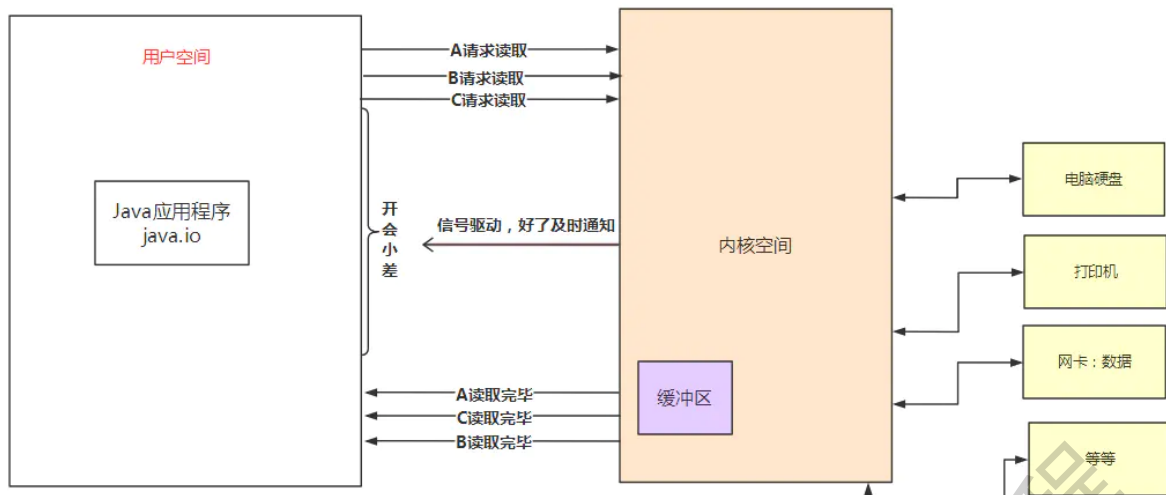 用户空间
Java应用程序
java.io
A请求读取
B请求读取
C请求读取
开会小差
信号驱动，好了及时通知
A读取完毕
C读取完毕
B读取完毕
内核空间
缓冲区
电脑硬盘
打印机
网卡：数据
等等